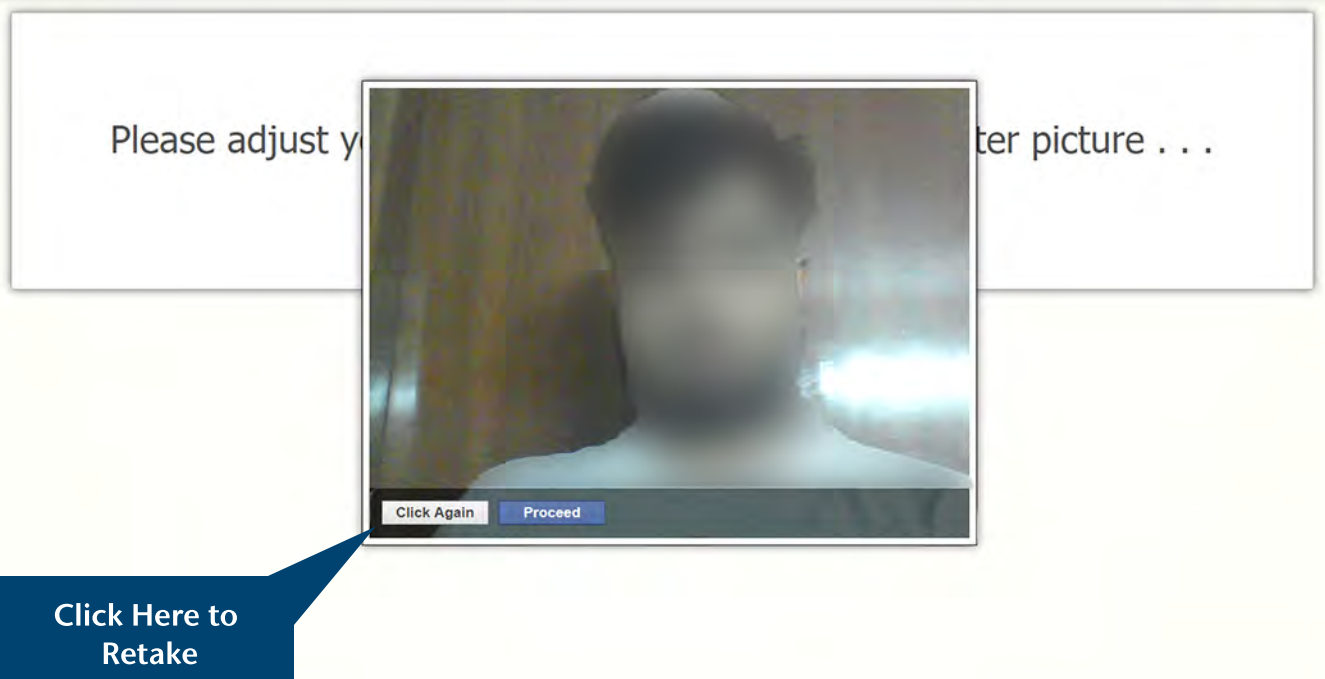 Please adjust y
ter picture . . .
Click Again
Proceed
Click Here to
Retake